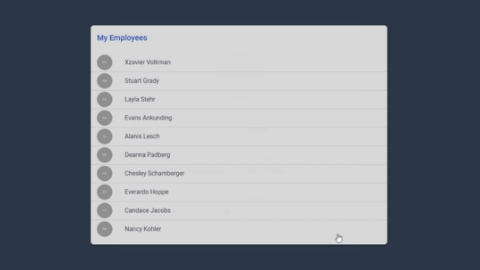 My Employees
Xzavier Volkman
Stuart Grady
Layla Stehr
Evans Ankunding
Alanis Lesch
Deanna Padberg
Chesley Schamberger
Everardo Hoppe
Candace Jacobs
Nancy Kohler